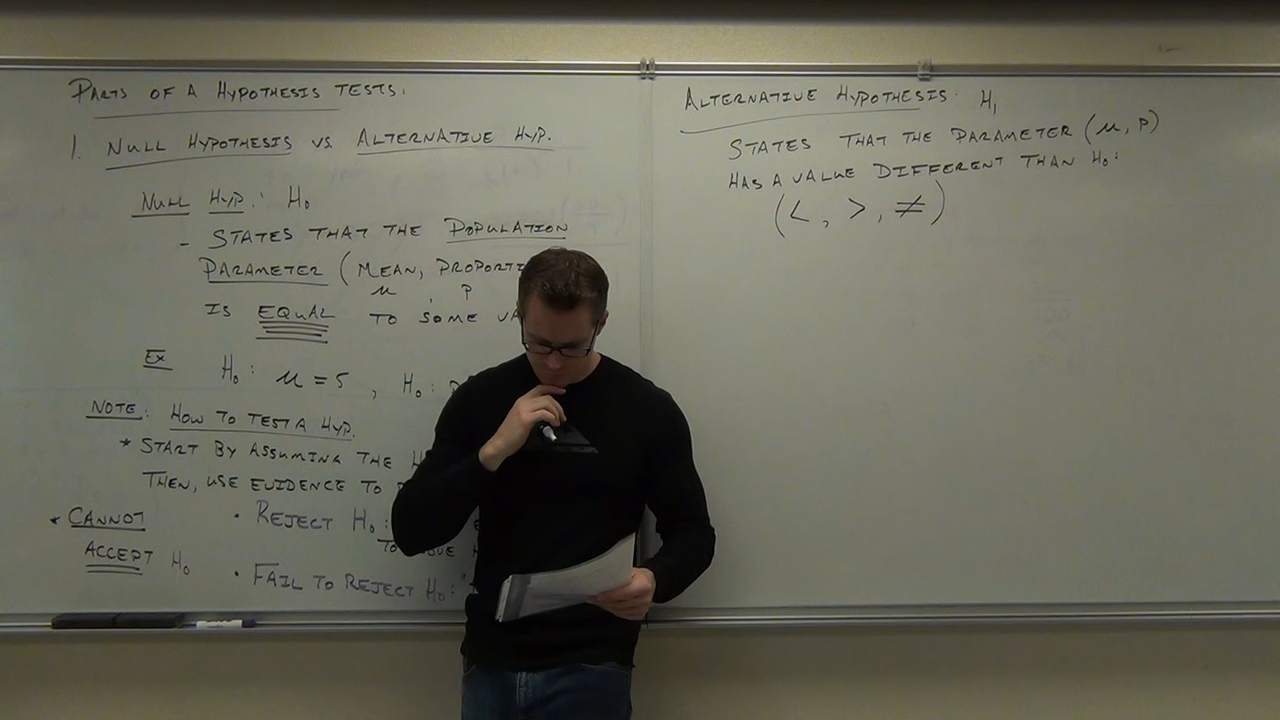 PARTS OF A HYPOTHESIS TESTS.
1. NULL HYPOTHESIS VS. ALTERNATIVE HYP.
NULL HYP.: H₀
- STATES THAT THE POPULATION
PARAMETER (MEAN,
μ, p
IS EQUAL TO SOME
EX H₀: μ = 5, H₀:
NOTE: HOW TO TEST A HYP.
* START BY ASSUMING THE
THEN, USE EVIDENCE TO
* CANNOT
ACCEPT H₀
• REJECT H₀:
TO
• FAIL TO REJECT H₀: "
ALTERNATIVE HYPOTHESIS: H₁
STATES THAT THE PARAMETER (μ, P)
HAS A VALUE DIFFERENT THAN H₀:
(<, >, ≠)